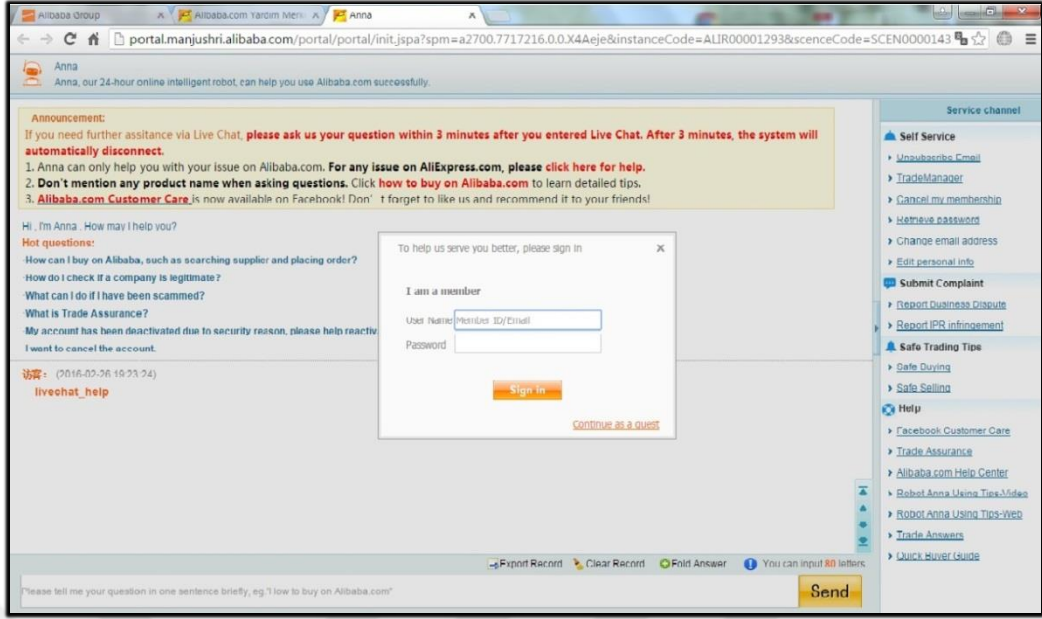 Alibaba Group
Alibaba.com Yardım Merk
Anna
portal.manjushri.alibaba.com/portal/portal/init.jspa?spm=a2700.7717216.0.0.X4Aeje&instanceCode=ALIR00001293&scenceCode=SCEN0000143
Anna
Anna, our 24-hour online intelligent robot, can help you use Alibaba.com successfully.
Announcement:
If you need further assitance via Live Chat, please ask us your question within 3 minutes after you entered Live Chat. After 3 minutes, the system will
automatically disconnect.
1. Anna can only help you with your issue on Alibaba.com. For any issue on AliExpress.com, please click here for help.
2. Don't mention any product name when asking questions. Click how to buy on Alibaba.com to learn detailed tips.
3. Alibaba.com Customer Care is now available on Facebook! Don’t forget to like us and recommend it to your friends!
Hi , I'm Anna . How may I help you?
Hot questions:
·How can I buy on Alibaba, such as searching supplier and placing order?
·How do I check if a company is legitimate?
·What can I do if I have been scammed?
·What is Trade Assurance?
·My account has been deactivated due to security reason, please help reactiv
I want to cancel the account.
访客： (2016-02-26 19:23:24)
livechat_help
To help us serve you better, please sign in
I am a member
User Name Member ID/Email
Password
Sign in
Continue as a guest
Export Record Clear Record Fold Answer You can input 80 letters
Please tell me your question in one sentence briefly, eg."How to buy on Alibaba.com"
Send
Service channel
Self Service
Unsubscribe Email
TradeManager
Cancel my membership
Retrieve password
Change email address
Edit personal info
Submit Complaint
Report Business Dispute
Report IPR infringement
Safe Trading Tips
Safe Buying
Safe Selling
Help
Facebook Customer Care
Trade Assurance
Alibaba.com Help Center
Robot Anna Using Tips-Video
Robot Anna Using Tips-Web
Trade Answers
Quick Buyer Guide